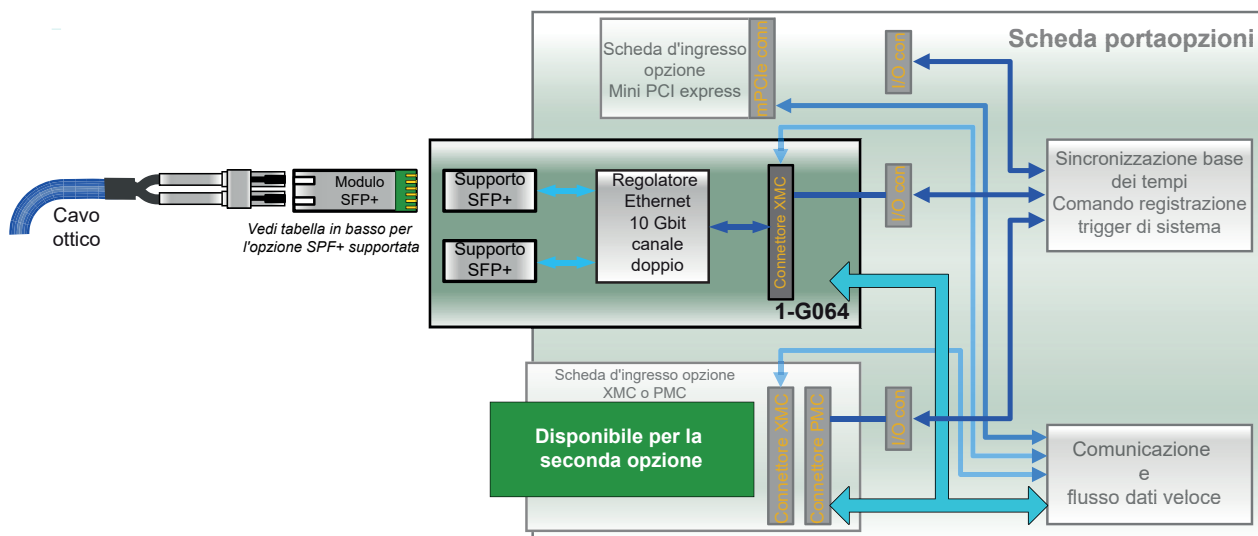 Scheda portaopzioni
Scheda d'ingresso
opzione
Mini PCI express
mPCIe conn
I/O con
Cavo
ottico
Modulo
SFP+
Vedi tabella in basso per
l'opzione SPF+ supportata
Supporto
SFP+
Supporto
SFP+
Regolatore
Ethernet
10 Gbit
canale
doppio
Connettore XMC
1-G064
I/O con
Sincronizzazione base
dei tempi
Comando registrazione
trigger di sistema
Scheda d'ingresso opzione
XMC o PMC
Disponibile per la
seconda opzione
Connettore XMC
Connettore PMC
I/O con
Comunicazione
e
flusso dati veloce